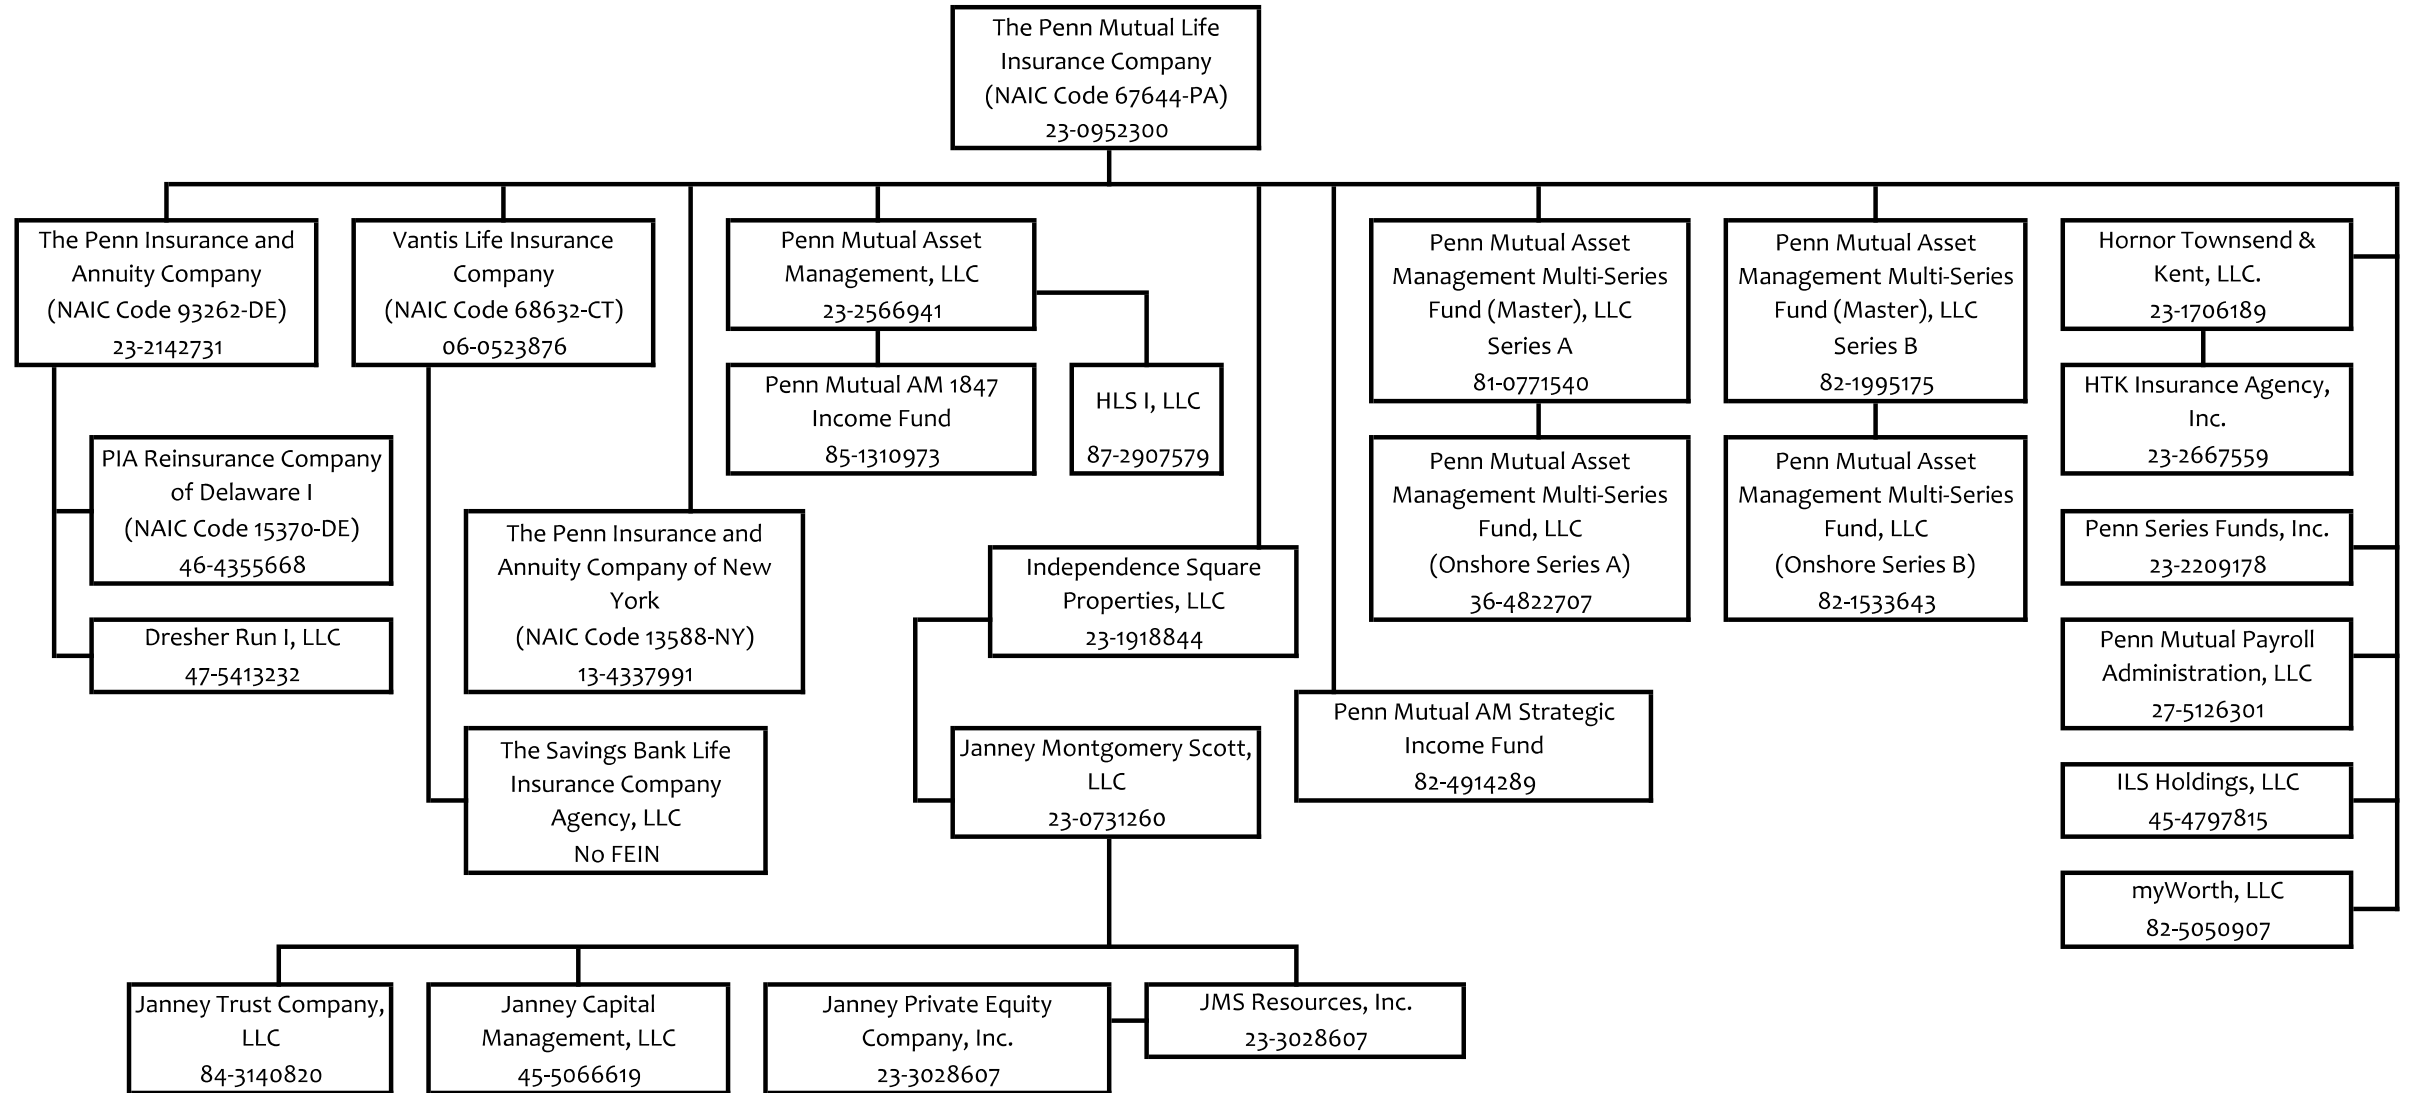 The Penn Mutual Life
Insurance Company
(NAIC Code 67644-PA)
23-0952300
The Penn Insurance and
Annuity Company
(NAIC Code 93262-DE)
23-2142731
Vantis Life Insurance
Company
(NAIC Code 68632-CT)
06-0523876
Penn Mutual Asset
Management, LLC
23-2566941
Penn Mutual Asset
Management Multi-Series
Fund (Master), LLC
Series A
81-0771540
Penn Mutual Asset
Management Multi-Series
Fund (Master), LLC
Series B
82-1995175
Hornor Townsend &
Kent, LLC.
23-1706189
Penn Mutual AM 1847
Income Fund
85-1310973
HLS I, LLC
87-2907579
HTK Insurance Agency,
Inc.
23-2667559
PIA Reinsurance Company
of Delaware I
(NAIC Code 15370-DE)
46-4355668
Penn Mutual Asset
Management Multi-Series
Fund, LLC
(Onshore Series A)
36-4822707
Penn Mutual Asset
Management Multi-Series
Fund, LLC
(Onshore Series B)
82-1533643
The Penn Insurance and
Annuity Company of New
York
(NAIC Code 13588-NY)
13-4337991
Penn Series Funds, Inc.
23-2209178
Independence Square
Properties, LLC
23-1918844
Dresher Run I, LLC
47-5413232
Penn Mutual Payroll
Administration, LLC
27-5126301
Penn Mutual AM Strategic
Income Fund
82-4914289
The Savings Bank Life
Insurance Company
Agency, LLC
No FEIN
Janney Montgomery Scott,
LLC
23-0731260
ILS Holdings, LLC
45-4797815
myWorth, LLC
82-5050907
Janney Trust Company,
LLC
84-3140820
Janney Capital
Management, LLC
45-5066619
Janney Private Equity
Company, Inc.
23-3028607
JMS Resources, Inc.
23-3028607